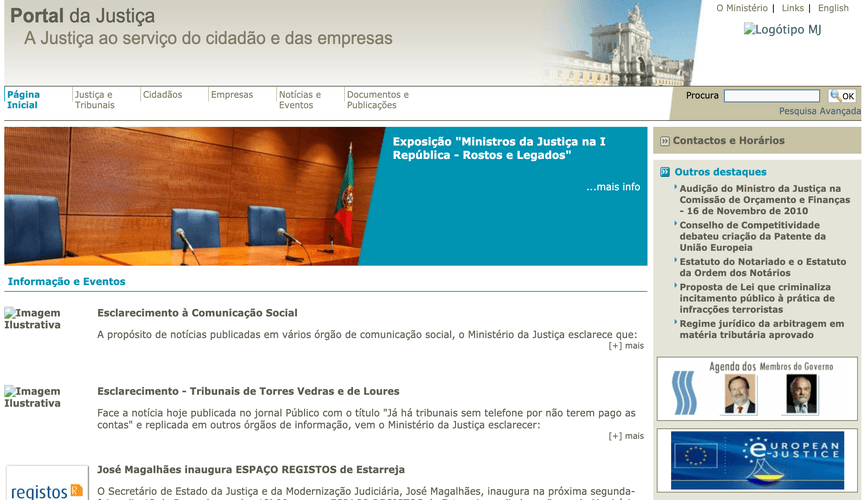 Portal da Justiça
A Justiça ao serviço do cidadão e das empresas
O Ministério | Links | English
Logótipo MJ
Página
Inicial
Justiça e
Tribunais
Cidadãos
Empresas
Notícias e
Eventos
Documentos e
Publicações
Procura
OK
Pesquisa Avançada
Exposição "Ministros da Justiça na I
República - Rostos e Legados"
...mais info
Informação e Eventos
Imagem
Ilustrativa
Esclarecimento à Comunicação Social
A propósito de notícias publicadas em vários órgão de comunicação social, o Ministério da Justiça esclarece que:
[+] mais
Imagem
Ilustrativa
Esclarecimento - Tribunais de Torres Vedras e de Loures
Face a notícia hoje publicada no jornal Público com o título "Já há tribunais sem telefone por não terem pago as
contas" e replicada em outros órgãos de informação, vem o Ministério da Justiça esclarecer:
[+] mais
registos
José Magalhães inaugura ESPAÇO REGISTOS de Estarreja
O Secretário de Estado da Justiça e da Modernização Judiciária, José Magalhães, inaugura na próxima segunda-
Contactos e Horários
Outros destaques
Audição do Ministro da Justiça na
Comissão de Orçamento e Finanças
- 16 de Novembro de 2010
Conselho de Competitividade
debateu criação da Patente da
União Europeia
Estatuto do Notariado e o Estatuto
da Ordem dos Notários
Proposta de Lei que criminaliza
incitamento público à prática de
infracções terroristas
Regime jurídico da arbitragem em
matéria tributária aprovado
Agenda dos Membros do Governo
eUROPEAN
-JUSTICE